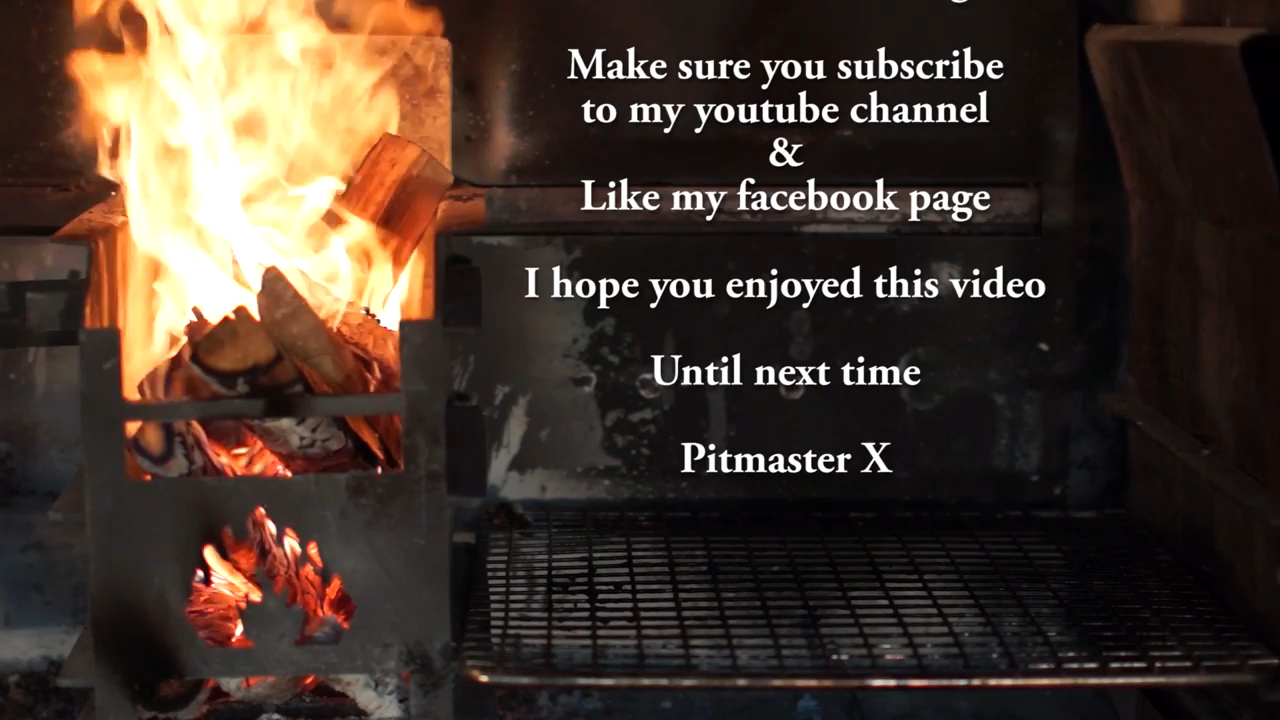 Make sure you subscribe
to my youtube channel
&
Like my facebook page
I hope you enjoyed this video
Until next time
Pitmaster X